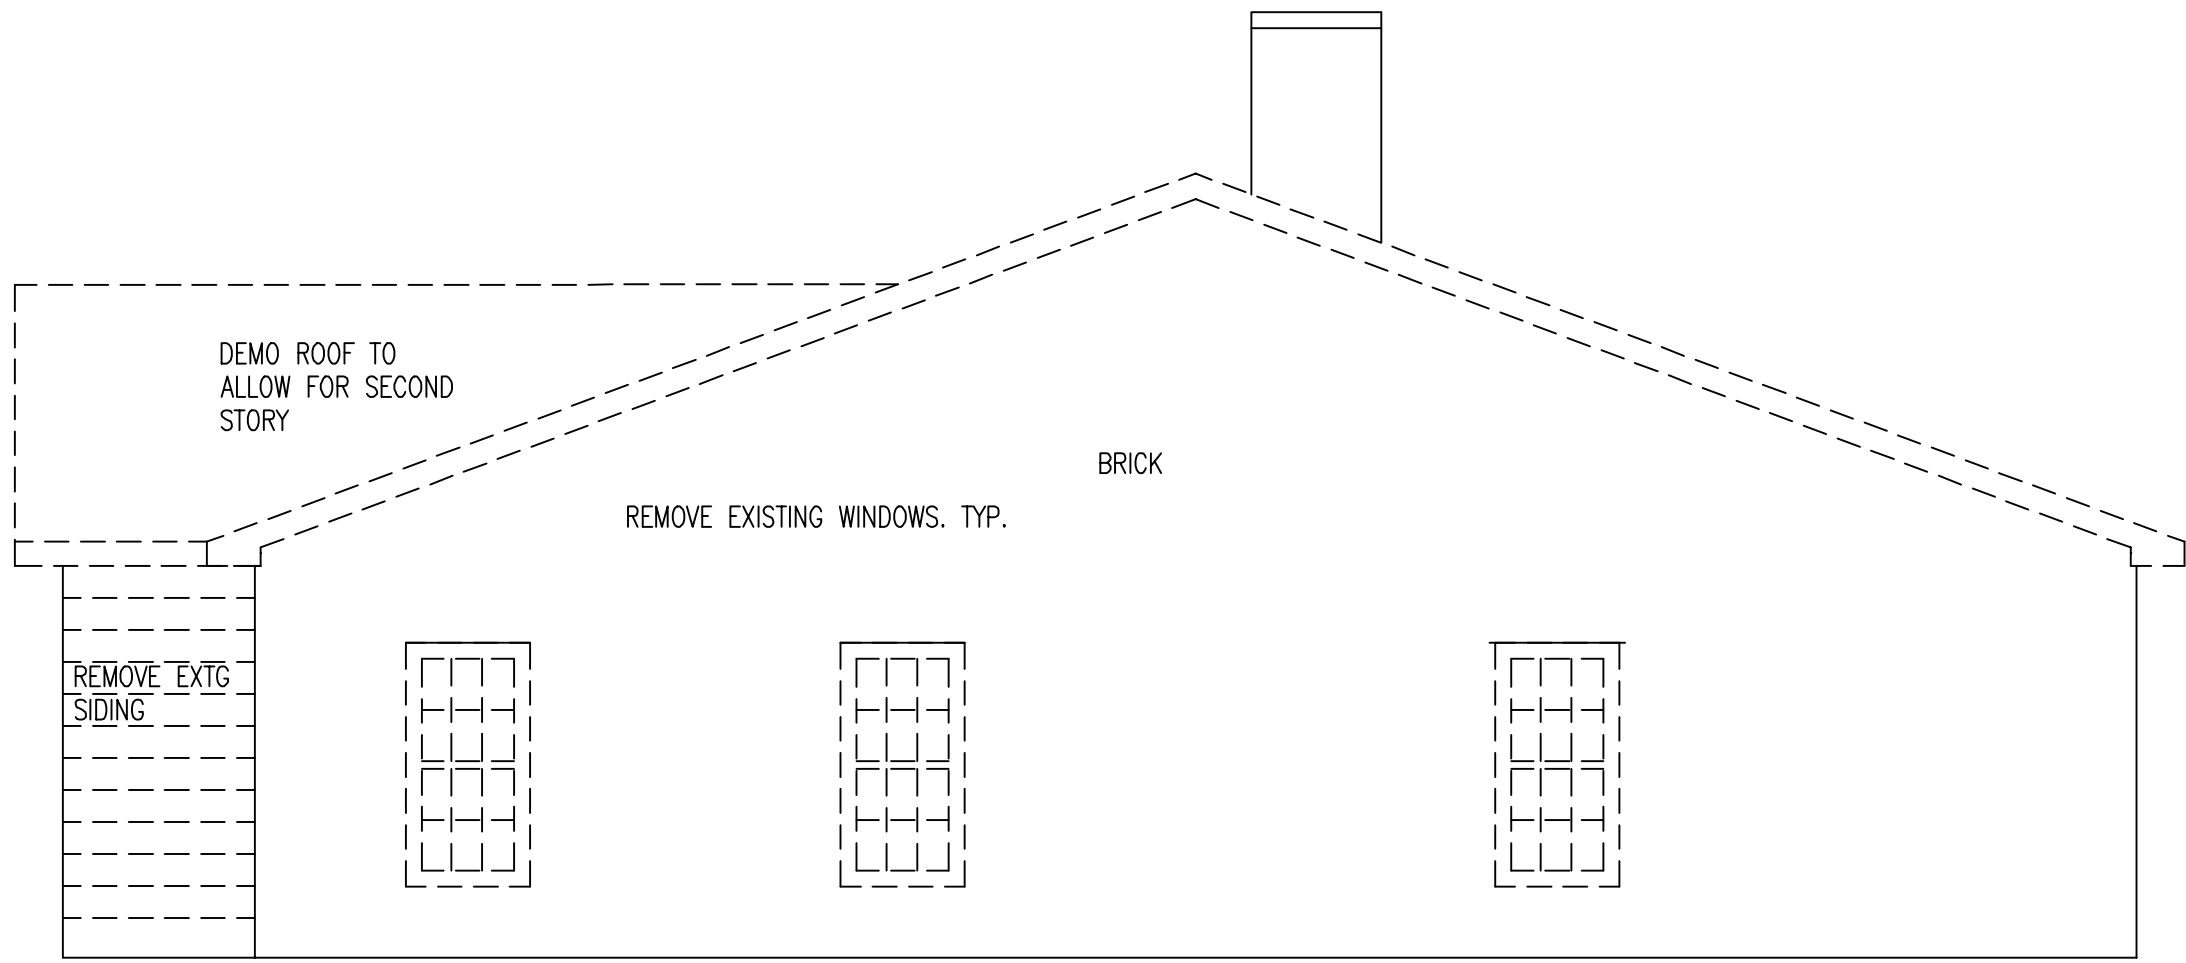 DEMO ROOF TO
ALLOW FOR SECOND
STORY
BRICK
REMOVE EXISTING WINDOWS. TYP.
REMOVE EXTG
SIDING